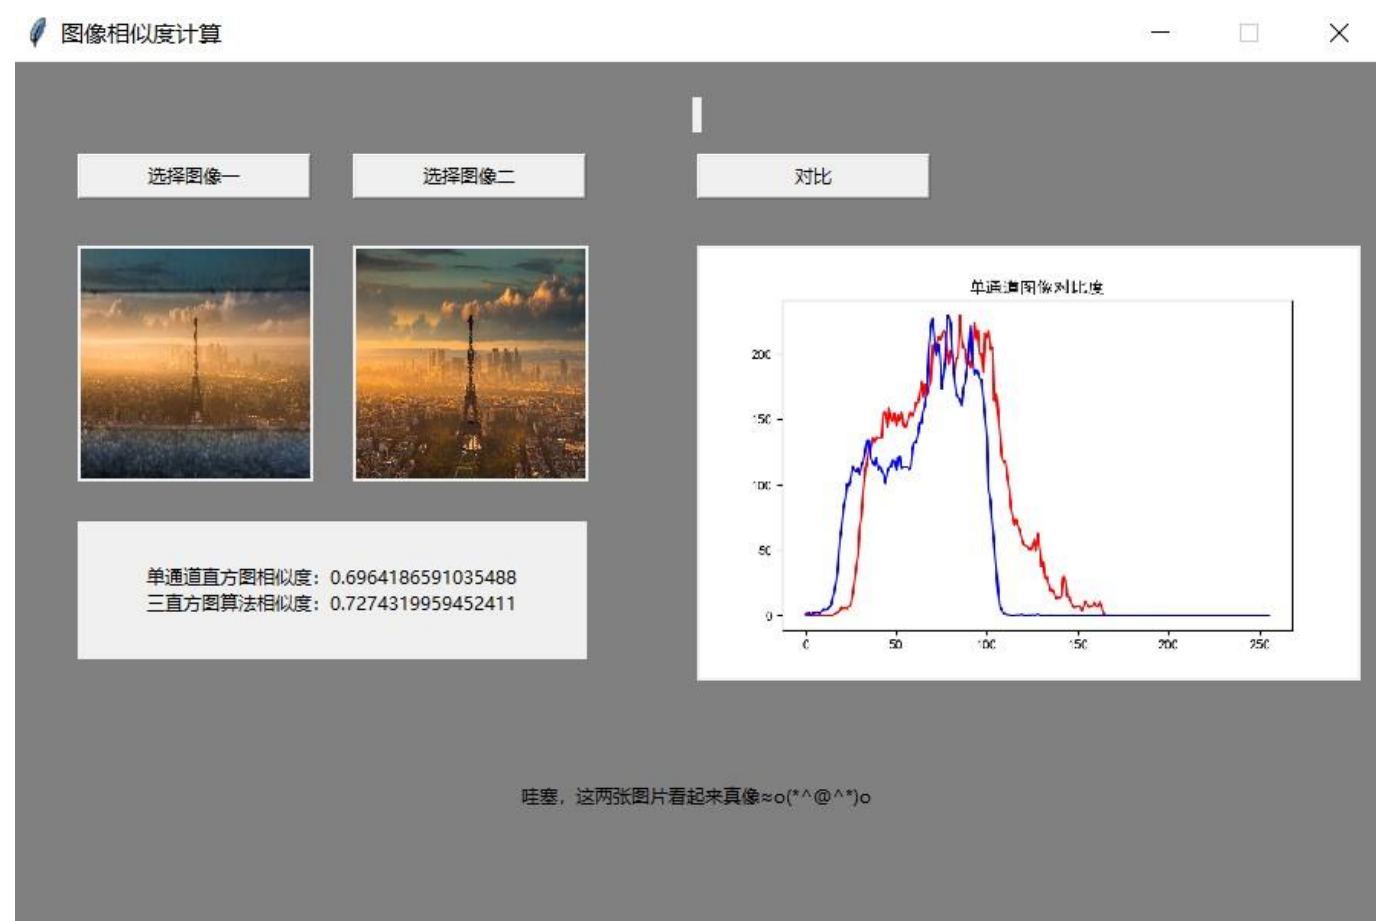 图像相似度计算
选择图像一
选择图像二
对比
单通道图像对比度
200
150
100
50
0
0
50
100
150
200
250
单通道直方图相似度：0.6964186591035488
三直方图算法相似度：0.7274319959452411
哇塞，这两张图片看起来真像≈o(*^@^*)o